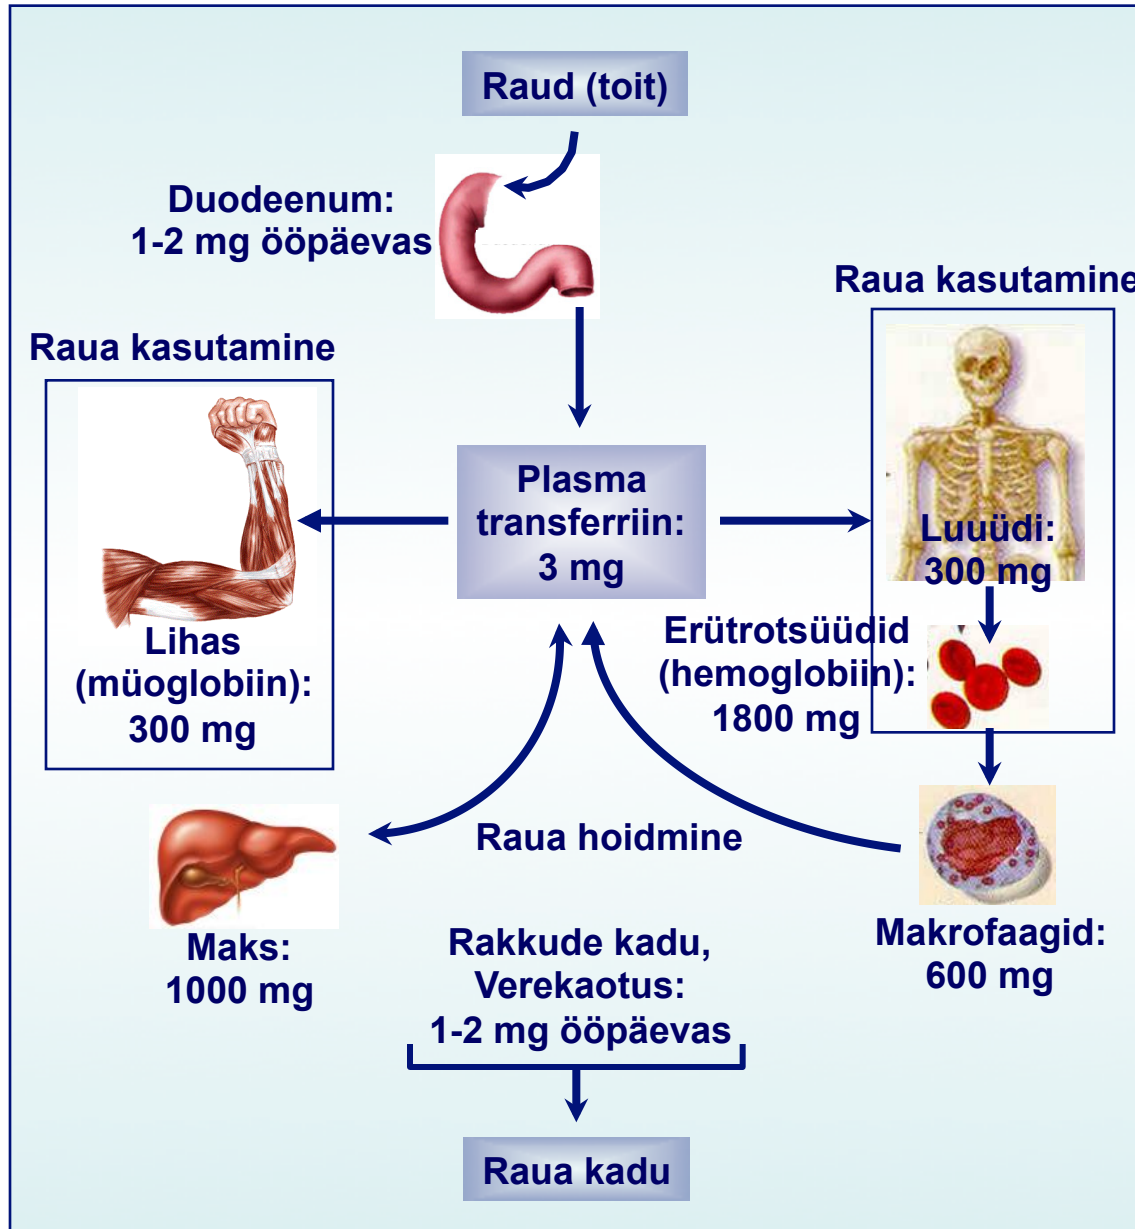 Raud (toit)
Duodeenum:
1-2 mg ööpäevas
Raua kasutamine
Raua kasutamine
Plasma
transferriin:
3 mg
Luuüdi:
300 mg
Lihas
(müoglobiin):
300 mg
Erütrotsüüdid
(hemoglobiin):
1800 mg
Raua hoidmine
Maks:
1000 mg
Makrofaagid:
600 mg
Rakkude kadu,
Verekaotus:
1-2 mg ööpäevas
Raua kadu